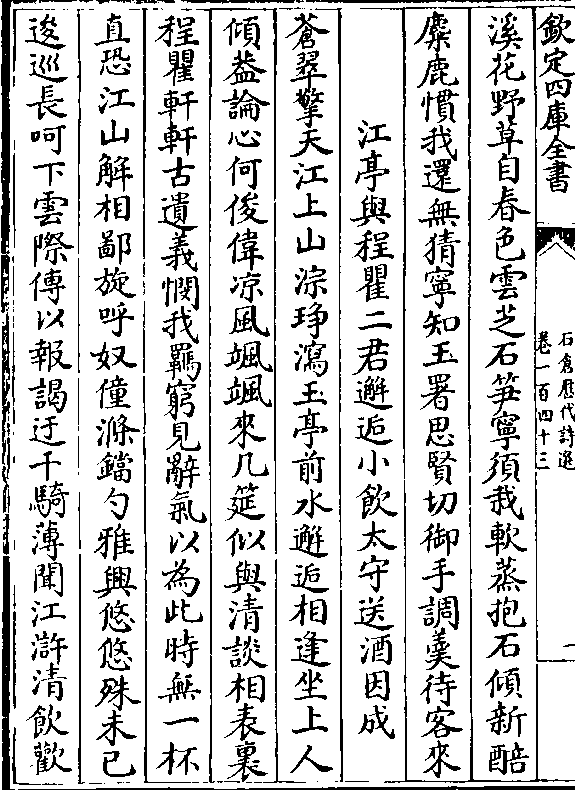 欽定四庫全書
石倉歷代詩選
卷一百四十三
一
溪花野草自春色雲芝石笋寧須栽軟蒸抱石傾新醅
麋鹿慣我還無猜寧知玉署思賢切御手調羮待客來
江亭與程瞿二君邂逅小飲太守送酒因成
蒼翠擎天江上山淙琤瀉玉亭前水邂逅相逢坐上人
傾葢論心何俊偉凉風颯颯來几筵似與清談相表裏
程瞿軒軒古遺義憫我羈窮見辭氣以為此時無一杯
直恐江山解相鄙旋呼奴僮滌鐺勺雅興悠悠殊未已
逡巡長呵下雲際傳以報謁迂千騎薄聞江滸清飲歡